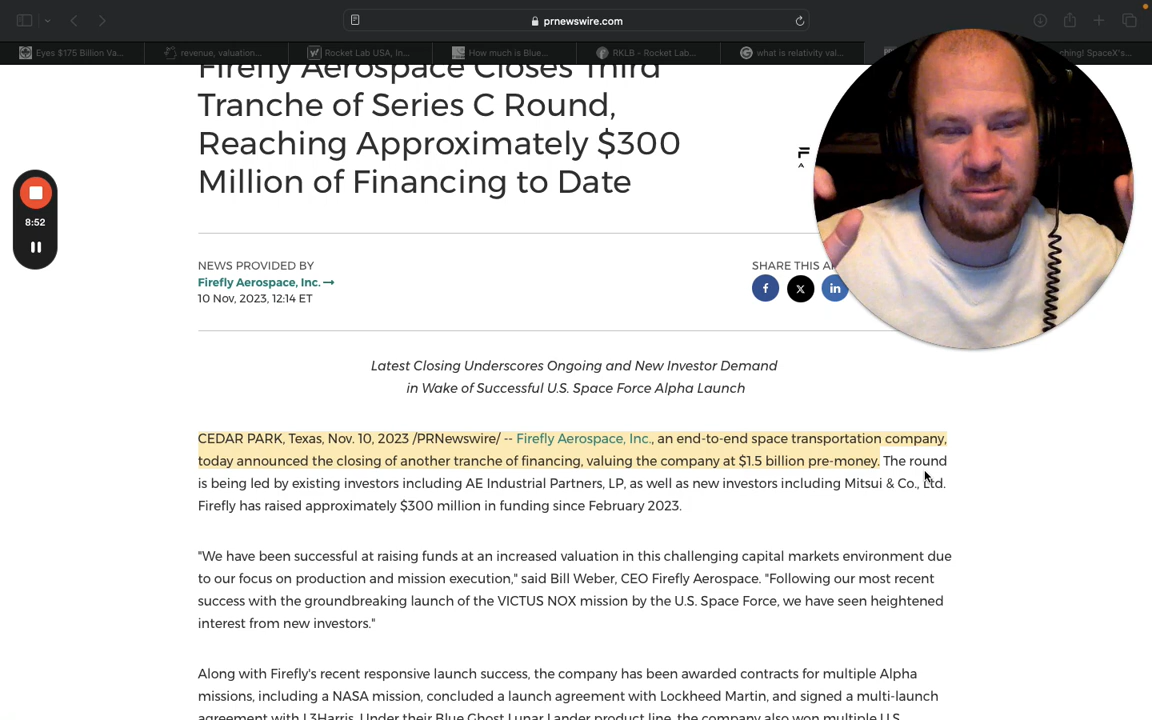 prnewswire.com
Eyes $175 Billion Va...
revenue, valuation...
Rocket Lab USA, In...
How much is Blue...
RKLB - Rocket Lab...
what is relativity val...
ching! SpaceX's...
Firefly Aerospace Closes Third
Tranche of Series C Round,
Reaching Approximately $300
Million of Financing to Date
8:52
NEWS PROVIDED BY
Firefly Aerospace, Inc.
10 Nov, 2023, 12:14 ET
SHARE THIS AR
Latest Closing Underscores Ongoing and New Investor Demand
in Wake of Successful U.S. Space Force Alpha Launch
CEDAR PARK, Texas, Nov. 10, 2023 /PRNewswire/ -- Firefly Aerospace, Inc., an end-to-end space transportation company,
today announced the closing of another tranche of financing, valuing the company at $1.5 billion pre-money. The round
is being led by existing investors including AE Industrial Partners, LP, as well as new investors including Mitsui & Co., Ltd.
Firefly has raised approximately $300 million in funding since February 2023.
"We have been successful at raising funds at an increased valuation in this challenging capital markets environment due
to our focus on production and mission execution," said Bill Weber, CEO Firefly Aerospace. "Following our most recent
success with the groundbreaking launch of the VICTUS NOX mission by the U.S. Space Force, we have seen heightened
interest from new investors."
Along with Firefly's recent responsive launch success, the company has been awarded contracts for multiple Alpha
missions, including a NASA mission, concluded a launch agreement with Lockheed Martin, and signed a multi-launch
agreement with L3Harris. Under their Blue Ghost Lunar Lander product line, the company also won multiple U.S.